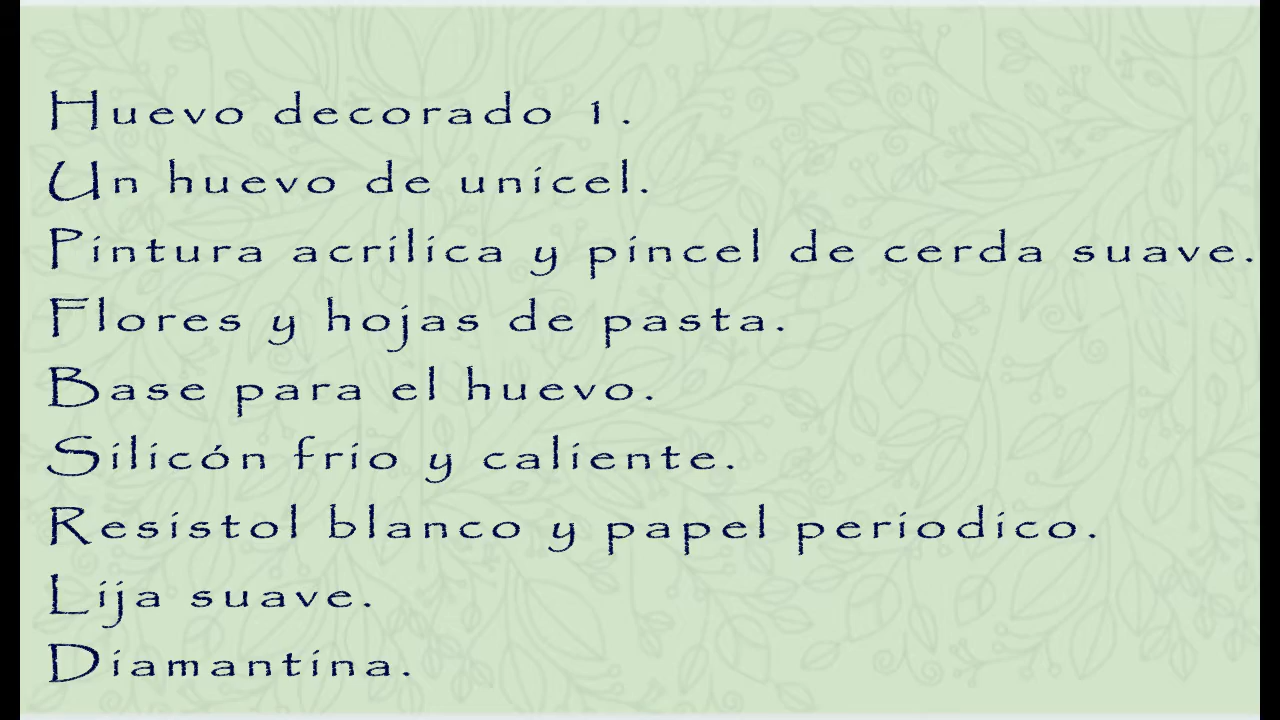 Huevo decorado 1.
Un huevo de unicel.
Pintura acrilica y pincel de cerda suave.
Flores y hojas de pasta.
Base para el huevo.
Silicón frio y caliente.
Resistol blanco y papel periodico.
Lija suave.
Diamantina.